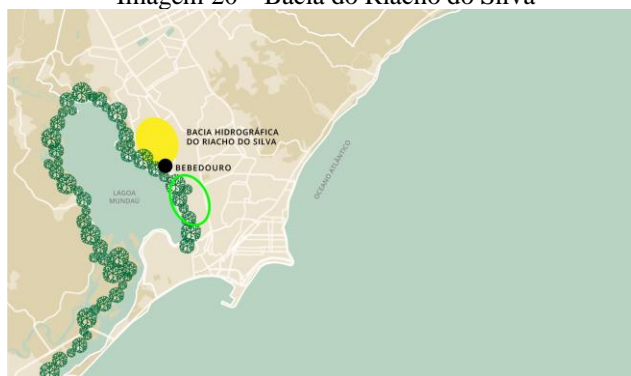 Imagem 20 – Bacia do Riacho do Silva
BACIA HIDROGRÁFICA
DO RIACHO DO SILVA
BEBEDOURO
LAGOA
MUNDAÚ
OCEANO ATLÂNTICO